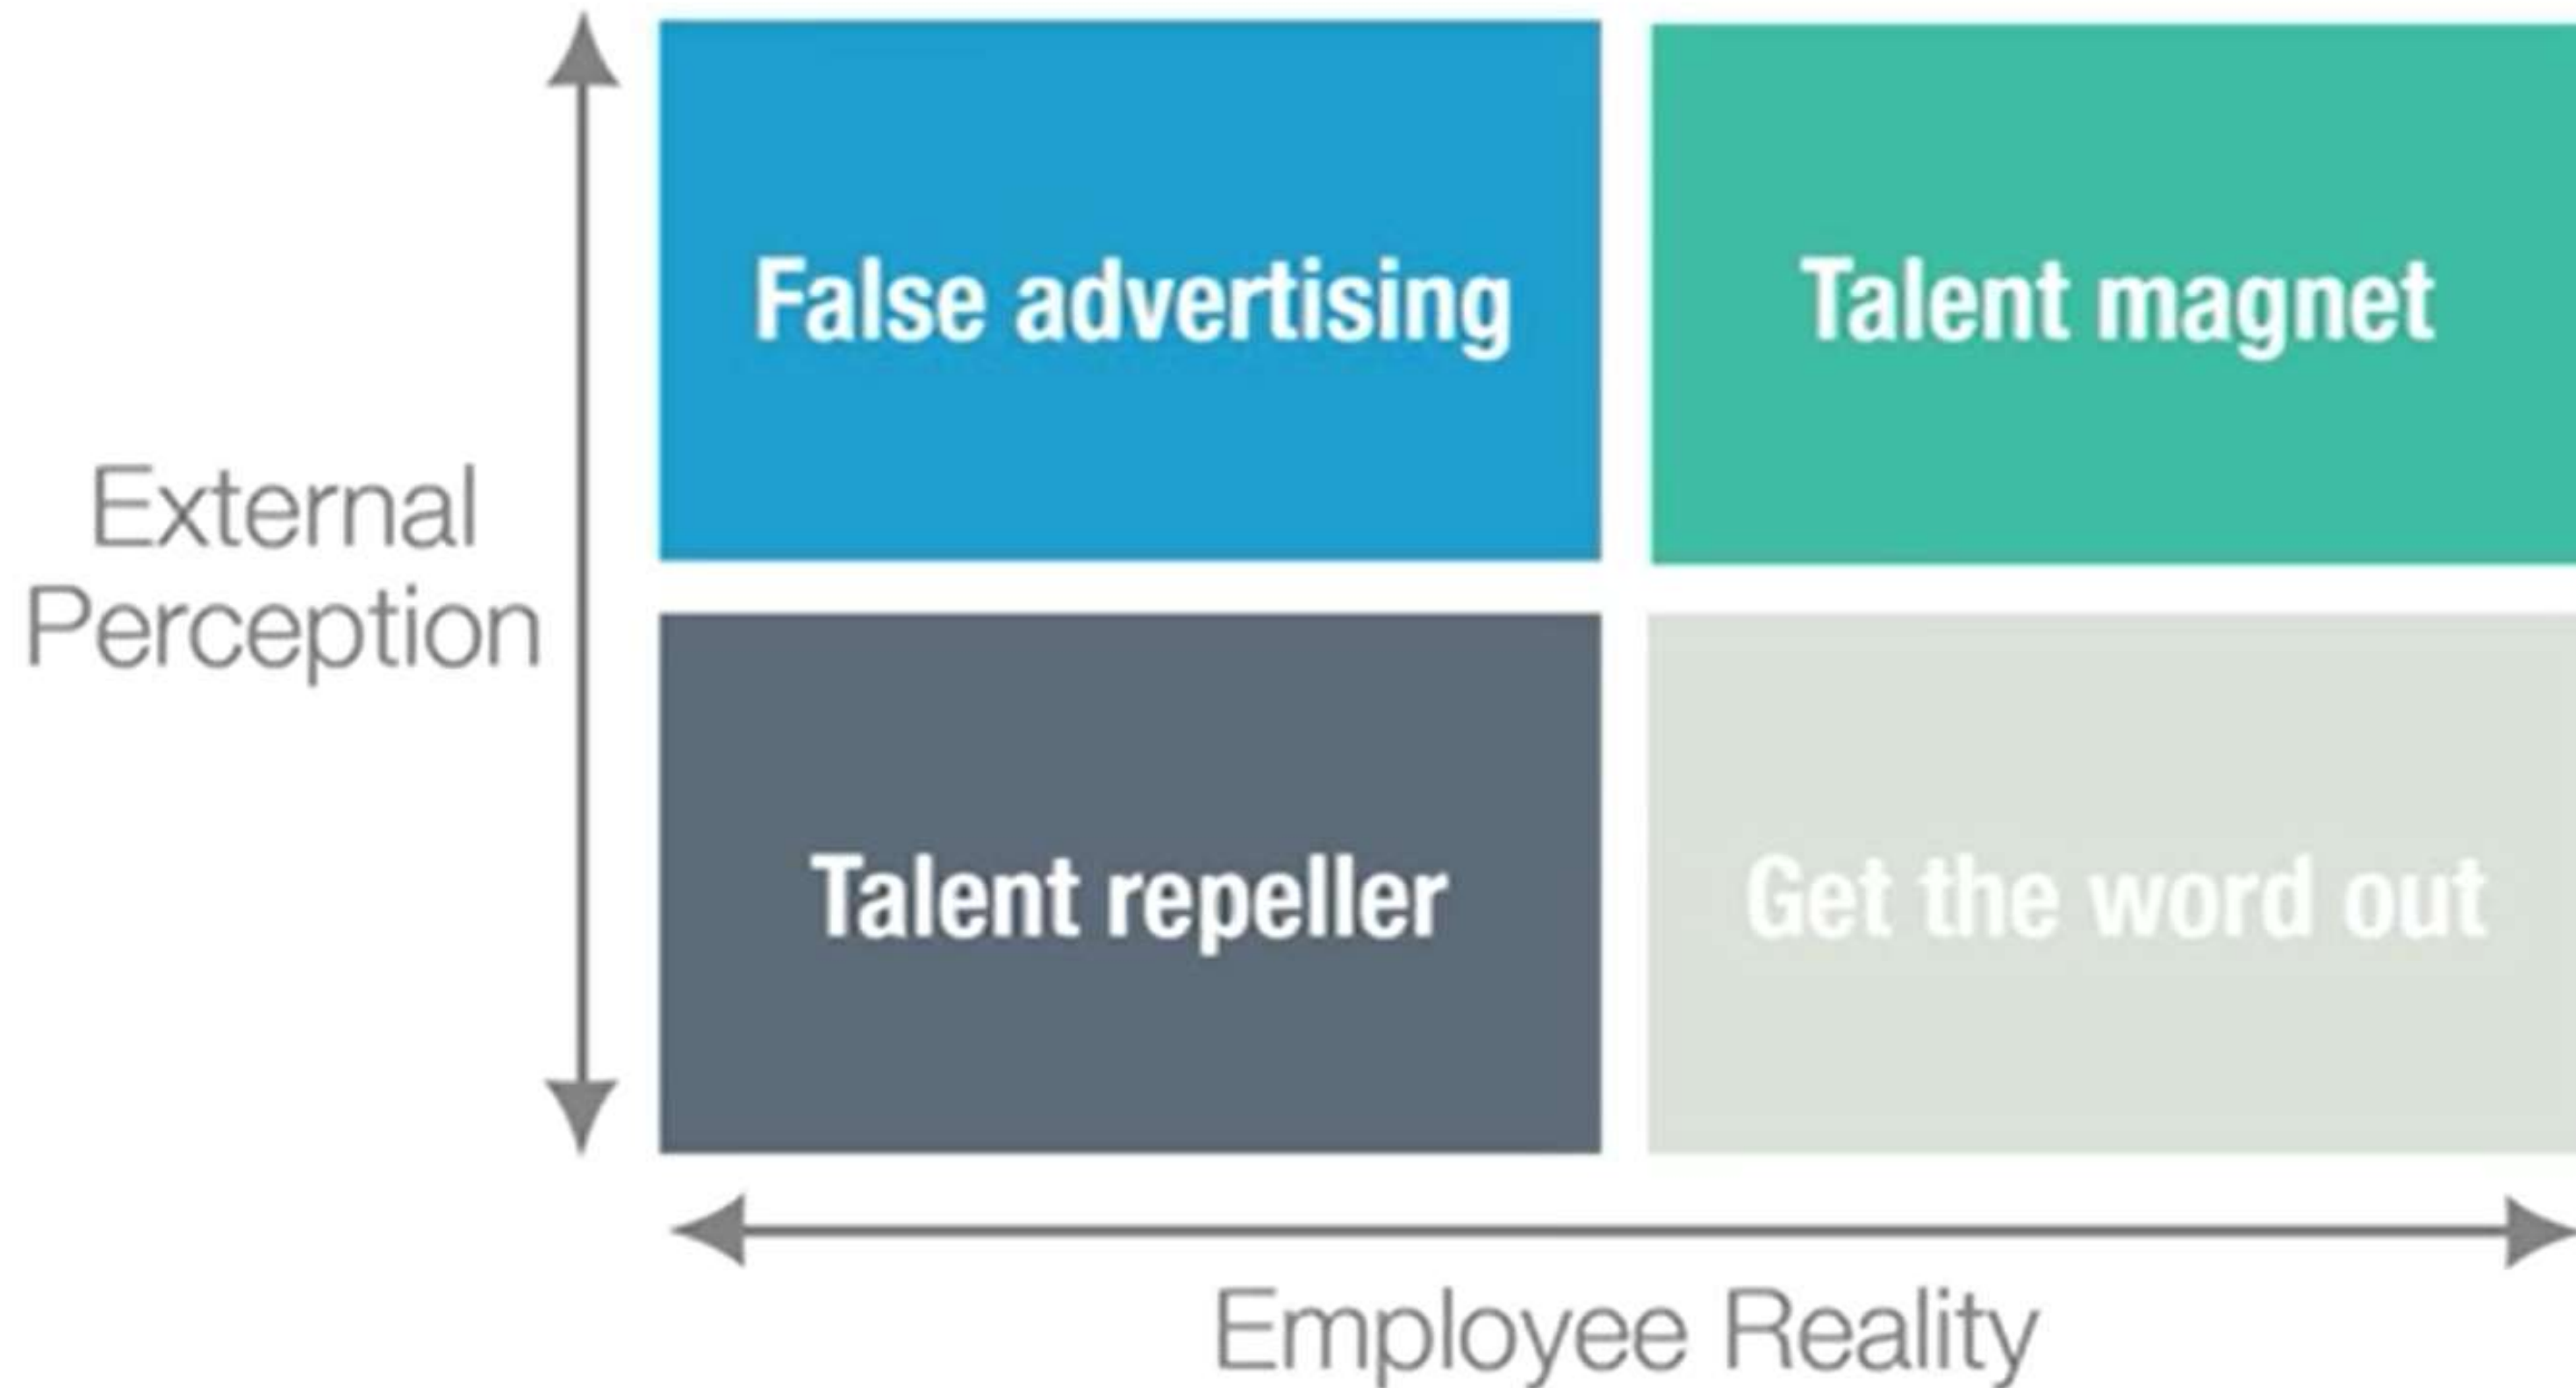 False advertising
Talent magnet
External
Perception
Talent repeller
Get the word out
Employee Reality